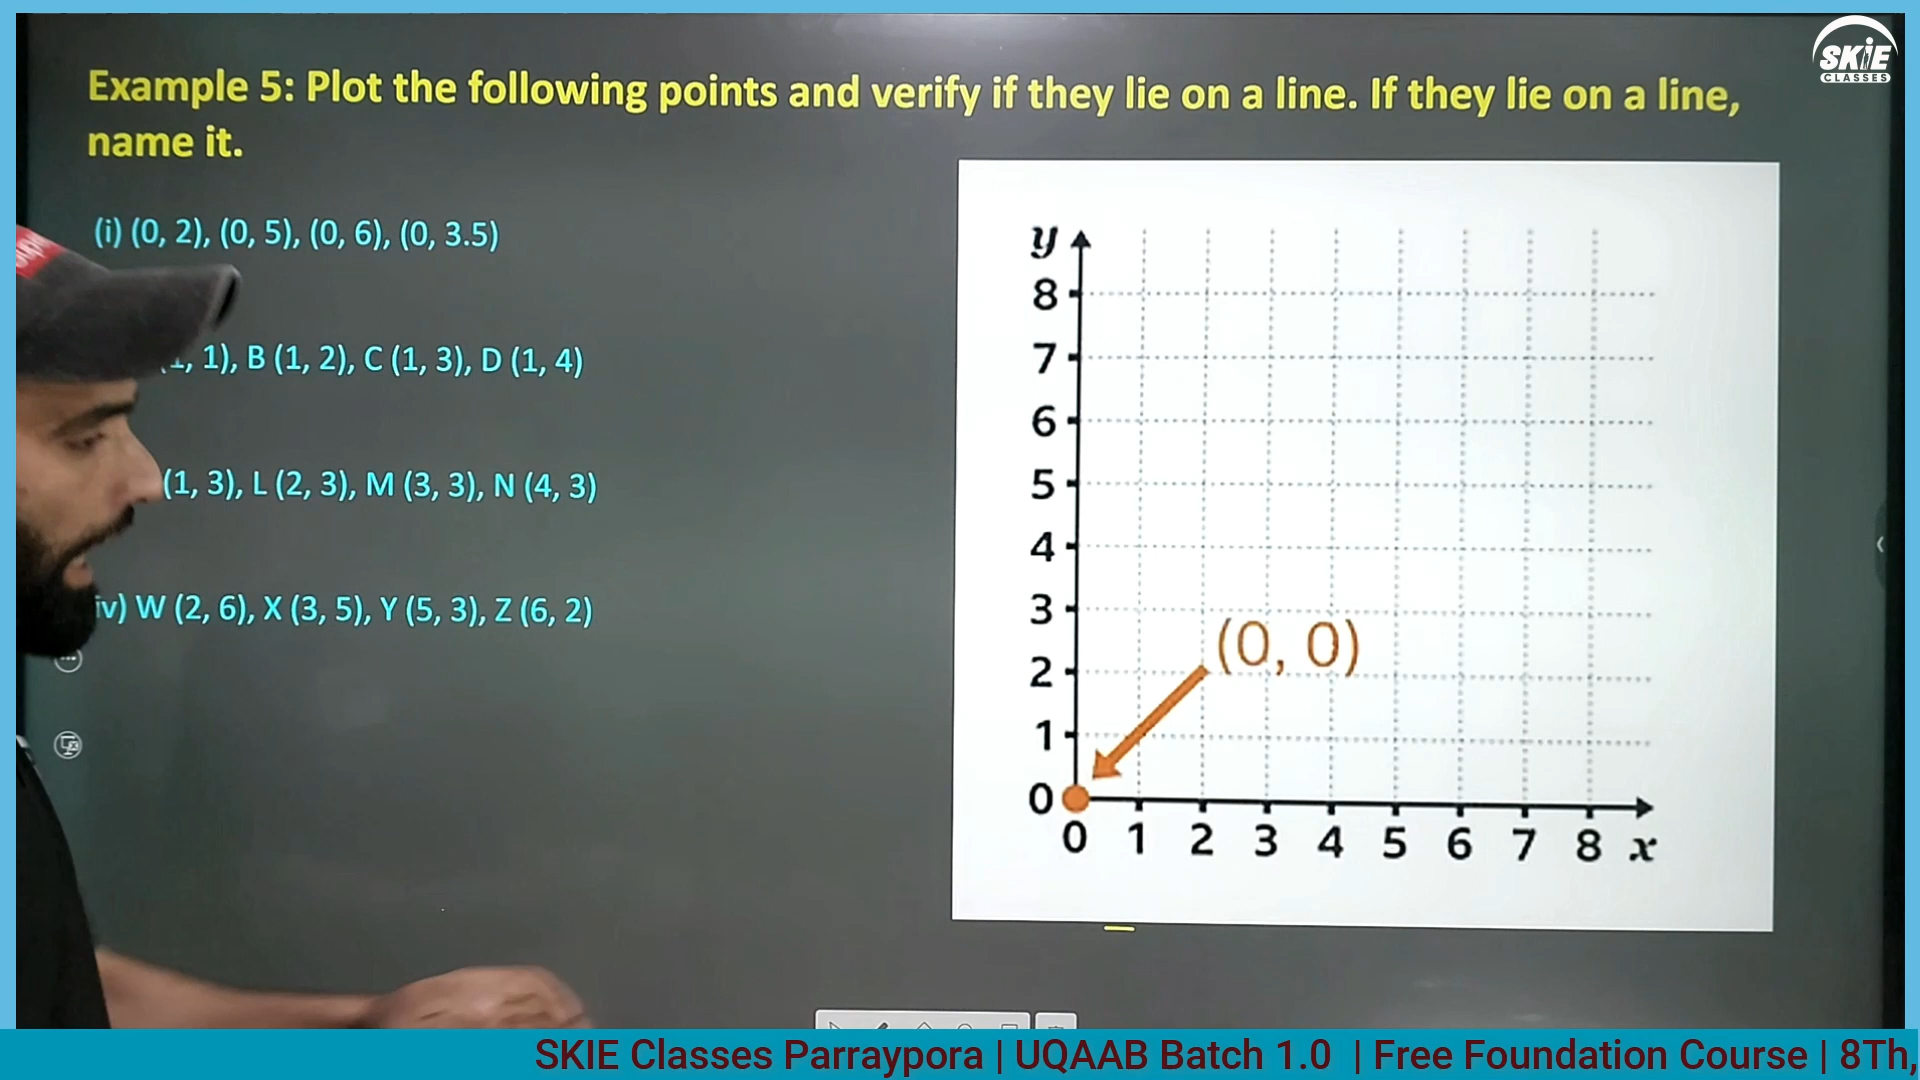 SKIE
CLASSES
Example 5: Plot the following points and verify if they lie on a line. If they lie on a line,
name it.
(i) (0, 2), (0, 5), (0, 6), (0, 3.5)
1), B (1, 2), C (1, 3), D (1, 4)
(1, 3), L (2, 3), M (3, 3), N (4, 3)
iv) W (2, 6), X (3, 5), Y (5, 3), Z (6, 2)
y
8
7
6
5
4
3
2
1
0
(0, 0)
0 1 2 3 4 5 6 7 8 x
SKIE Classes Parraypora | UQAAB Batch 1.0 | Free Foundation Course | 8Th,